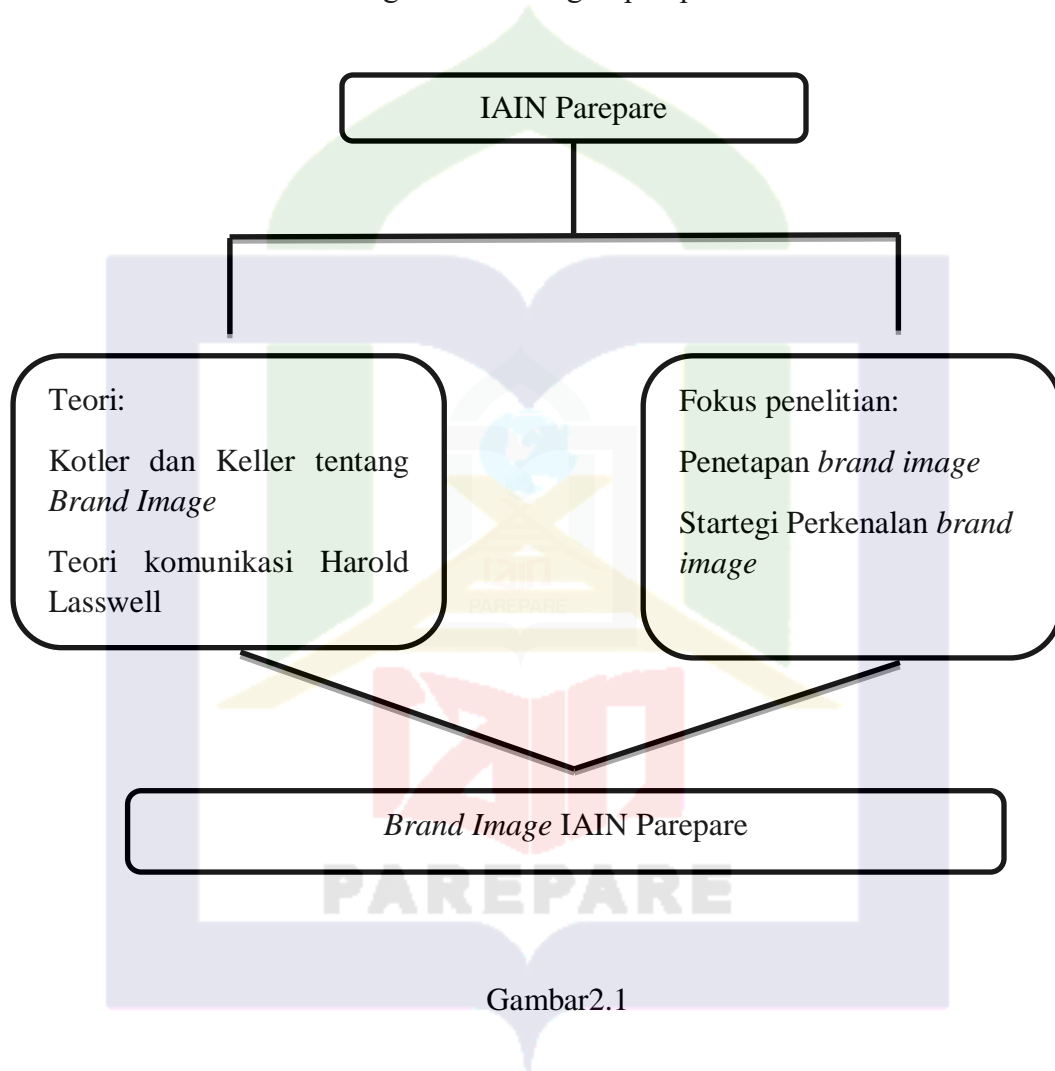 IAIN Parepare
Teori:
Kotler dan Keller tentang
Brand Image
Teori komunikasi Harold
Lasswell
Fokus penelitian:
Penetapan brand image
Startegi Perkenalan brand
image
PAREPARE
Brand Image IAIN Parepare
PAREPARE
Gambar2.1